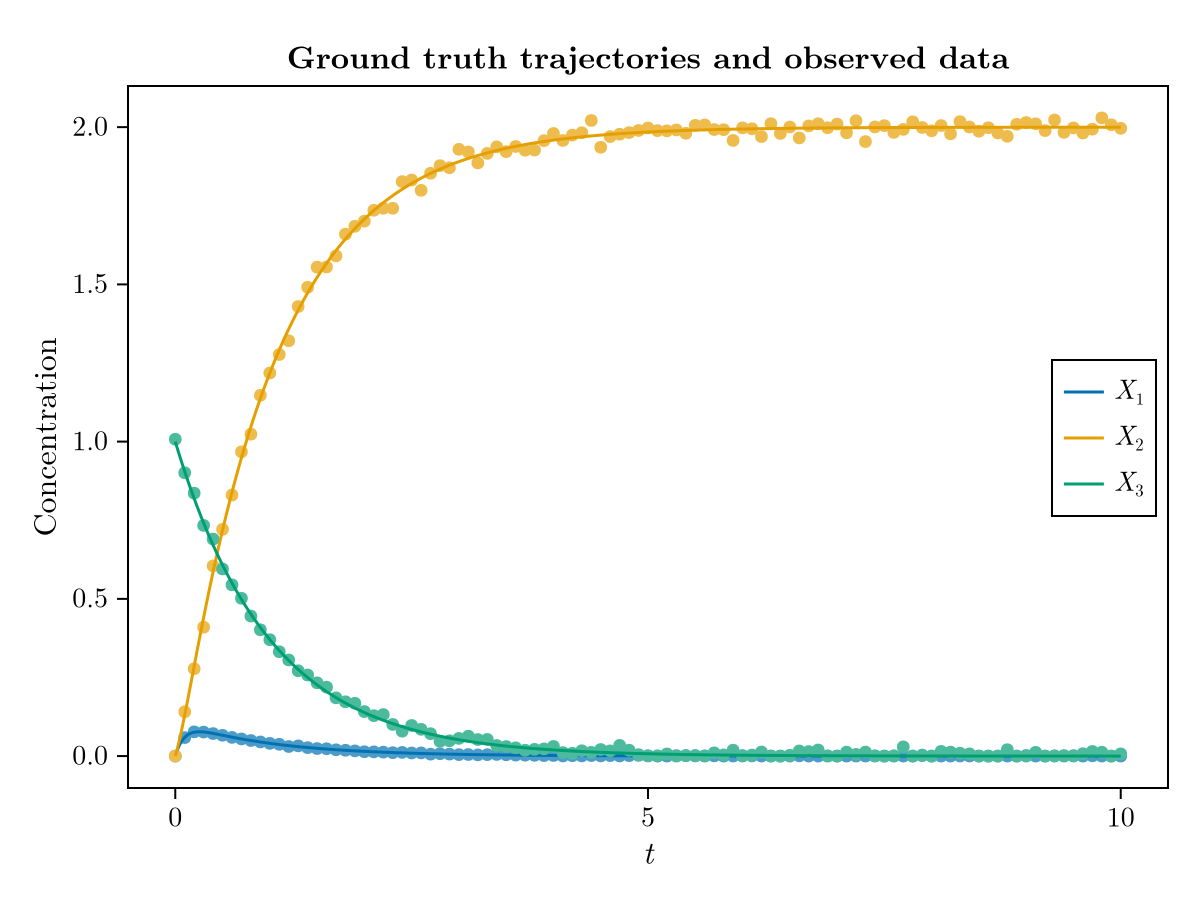 Ground truth trajectories and observed data
Concentration
2.0
1.5
1.0
0.5
0.0
0
5
10
t
X₁
X₂
X₃